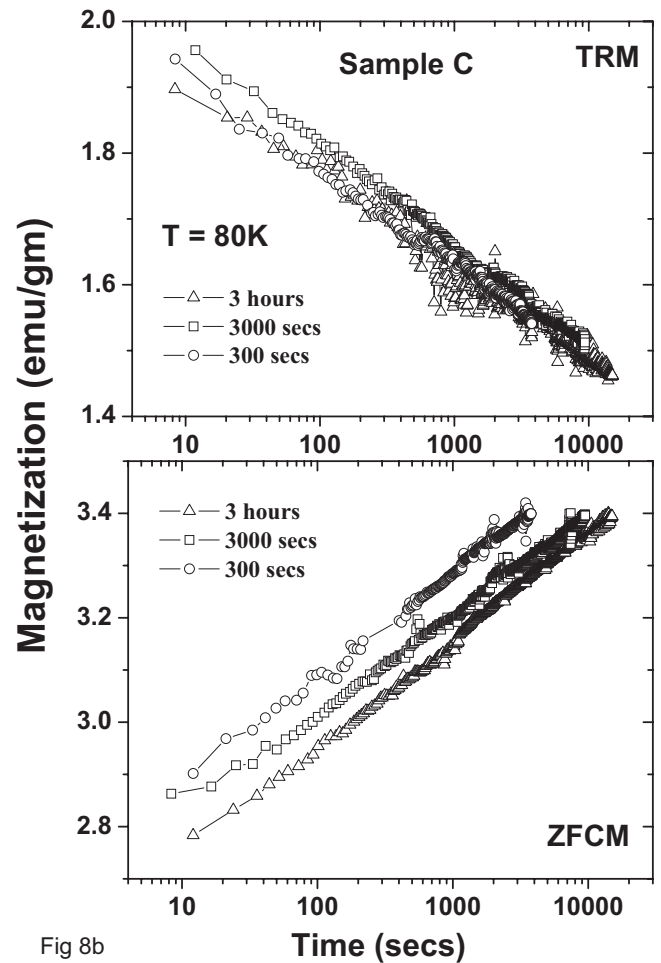 2.0
Sample C
TRM
1.8
T = 80K
1.6
3 hours
3000 secs
300 secs
1.4
10
100
1000
10000
Magnetization (emu/gm)
3.4
3 hours
3000 secs
300 secs
3.2
3.0
2.8
ZFCM
10
100
1000
10000
Fig 8b
Time (secs)